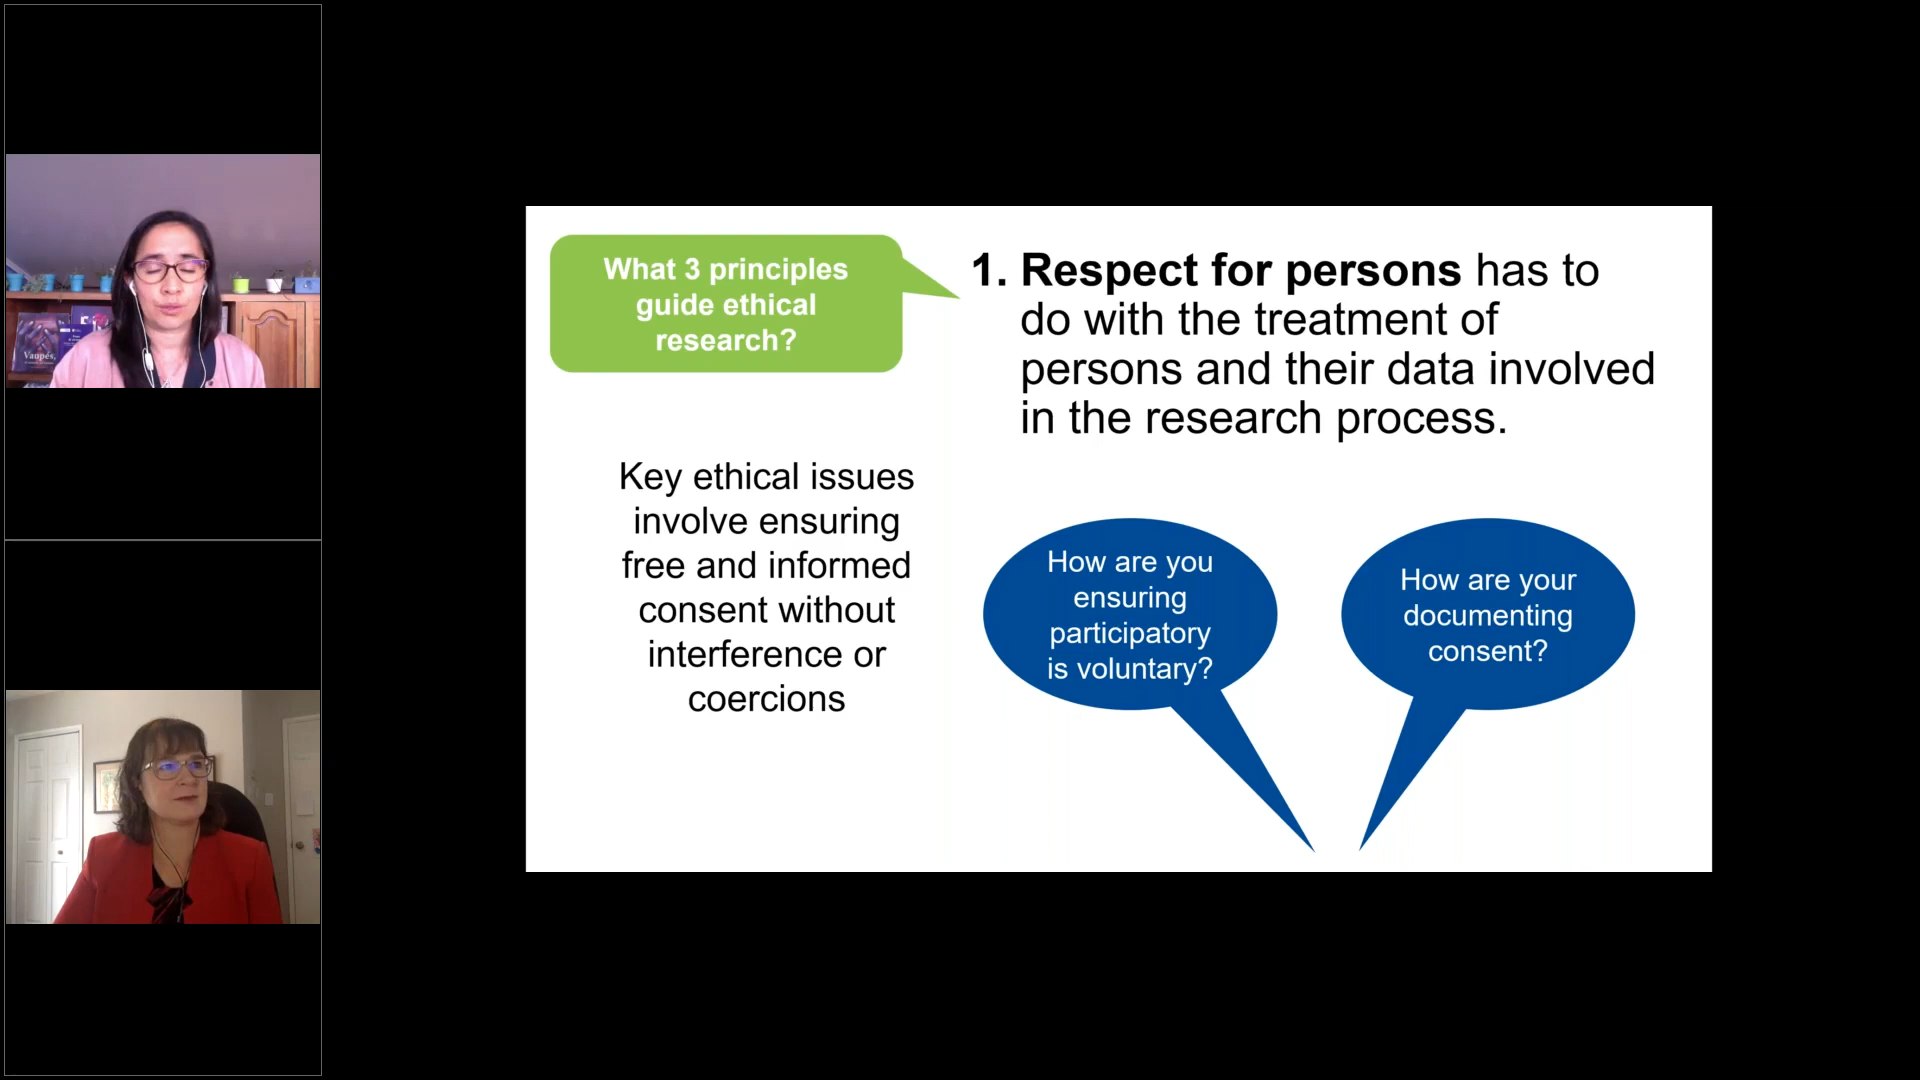 What 3 principles
guide ethical
research?
1. Respect for persons has to
do with the treatment of
persons and their data involved
in the research process.
Key ethical issues
involve ensuring
free and informed
consent without
interference or
coercions
How are you
ensuring
participatory
is voluntary?
How are your
documenting
consent?
Vaupés,